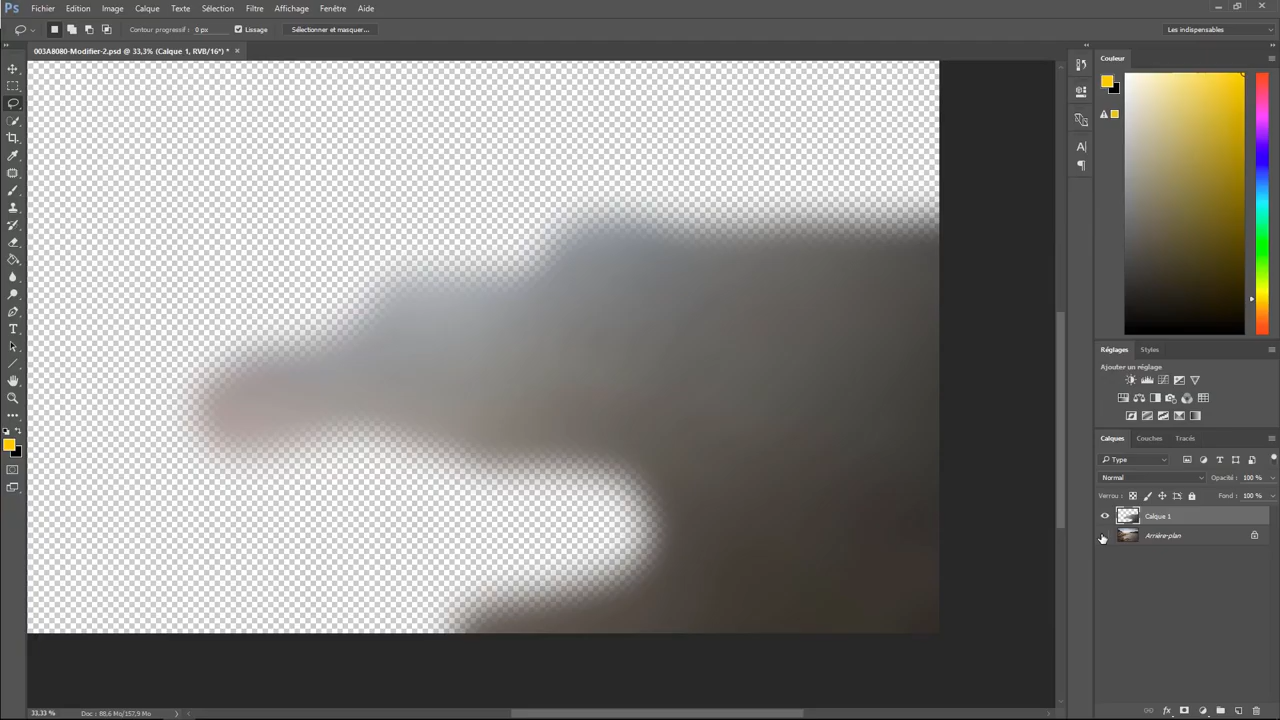 Ps Fichier Edition Image Calque Texte Sélection Filtre Affichage Fenêtre Aide
Contour progressif : 0 px Lissage Sélectionner et masquer... Les indispensables
003A8080-Modifier-2.psd @ 33,3% (Calque 1, RVB/16*) * ×
Couleur
Réglages Styles
Ajouter un réglage
Calques Couches Tracés
Type
Normal Opacité : 100 %
Verrou : Fond : 100 %
Calque 1
Arrière-plan
33.33 % Doc : 88,6 Mo/157,9 Mo